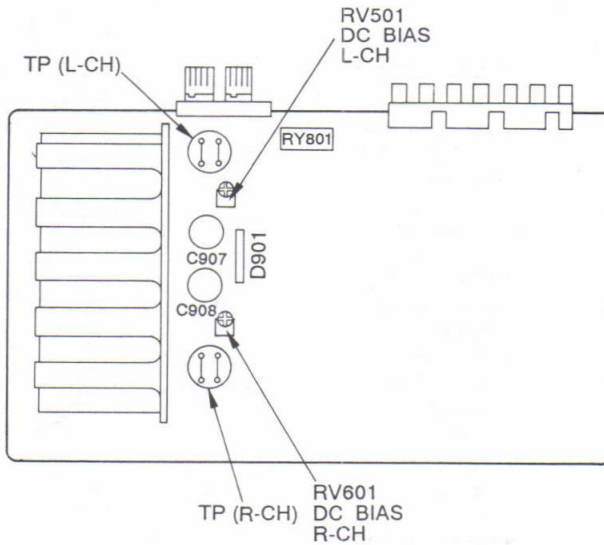 RV501
DC BIAS
L-CH
TP (L-CH)
RY801
C907
D901
C908
TP (R-CH)
RV601
DC BIAS
R-CH